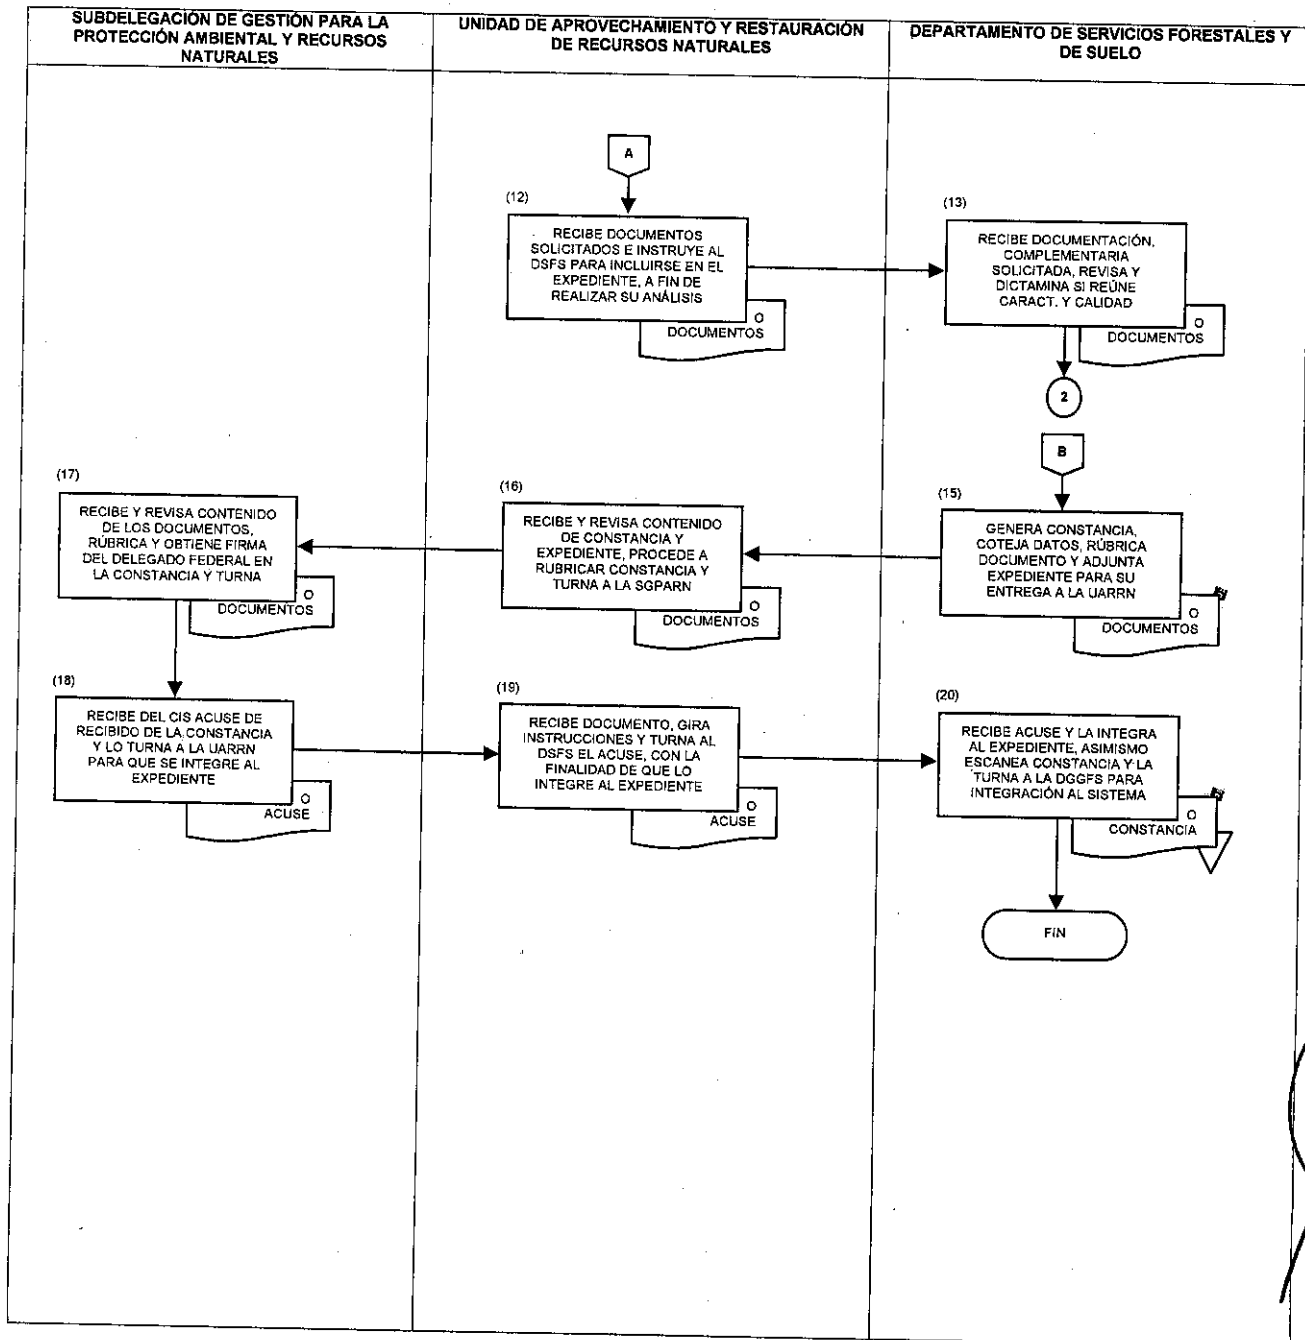 SUBDELEGACIÓN DE GESTIÓN PARA LA
PROTECCIÓN AMBIENTAL Y RECURSOS
NATURALES
UNIDAD DE APROVECHAMIENTO Y RESTAURACIÓN
DE RECURSOS NATURALES
DEPARTAMENTO DE SERVICIOS FORESTALES Y
DE SUELO
A
(12)
RECIBE DOCUMENTOS
SOLICITADOS E INSTRUYE AL
DSFS PARA INCLUIRSE EN EL
EXPEDIENTE, A FIN DE
REALIZAR SU ANÁLISIS
O
DOCUMENTOS
(13)
RECIBE DOCUMENTACIÓN,
COMPLEMENTARIA
SOLICITADA, REVISA Y
DICTAMINA SI REÚNE
CARACT. Y CALIDAD
O
DOCUMENTOS
2
B
(15)
GENERA CONSTANCIA,
COTEJA DATOS, RÚBRICA
DOCUMENTO Y ADJUNTA
EXPEDIENTE PARA SU
ENTREGA A LA UARRN
O
DOCUMENTOS
(16)
RECIBE Y REVISA CONTENIDO
DE CONSTANCIA Y
EXPEDIENTE, PROCEDE A
RUBRICAR CONSTANCIA Y
TURNA A LA SGPARN
O
DOCUMENTOS
(17)
RECIBE Y REVISA CONTENIDO
DE LOS DOCUMENTOS,
RÚBRICA Y OBTIENE FIRMA
DEL DELEGADO FEDERAL EN
LA CONSTANCIA Y TURNA
O
DOCUMENTOS
(18)
RECIBE DEL CIS ACUSE DE
RECIBIDO DE LA CONSTANCIA
Y LO TURNA A LA UARRN
PARA QUE SE INTEGRE AL
EXPEDIENTE
O
ACUSE
(19)
RECIBE DOCUMENTO, GIRA
INSTRUCCIONES Y TURNA AL
DSFS EL ACUSE, CON LA
FINALIDAD DE QUE LO
INTEGRE AL EXPEDIENTE
O
ACUSE
(20)
RECIBE ACUSE Y LA INTEGRA
AL EXPEDIENTE, ASIMISMO
ESCANEA CONSTANCIA Y LA
TURNA A LA DGGFS PARA
INTEGRACIÓN AL SISTEMA
O
CONSTANCIA
FIN